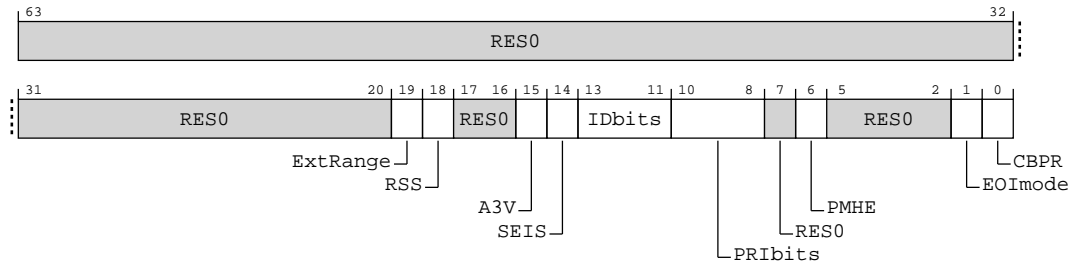 63 32
RES0
31 20 19 18 17 16 15 14 13 11 10 8 7 6 5 2 1 0
RES0 RES0 IDbits RES0
ExtRange CBPR
RSS EOImode
A3V PMHE
SEIS RES0
PRIbits